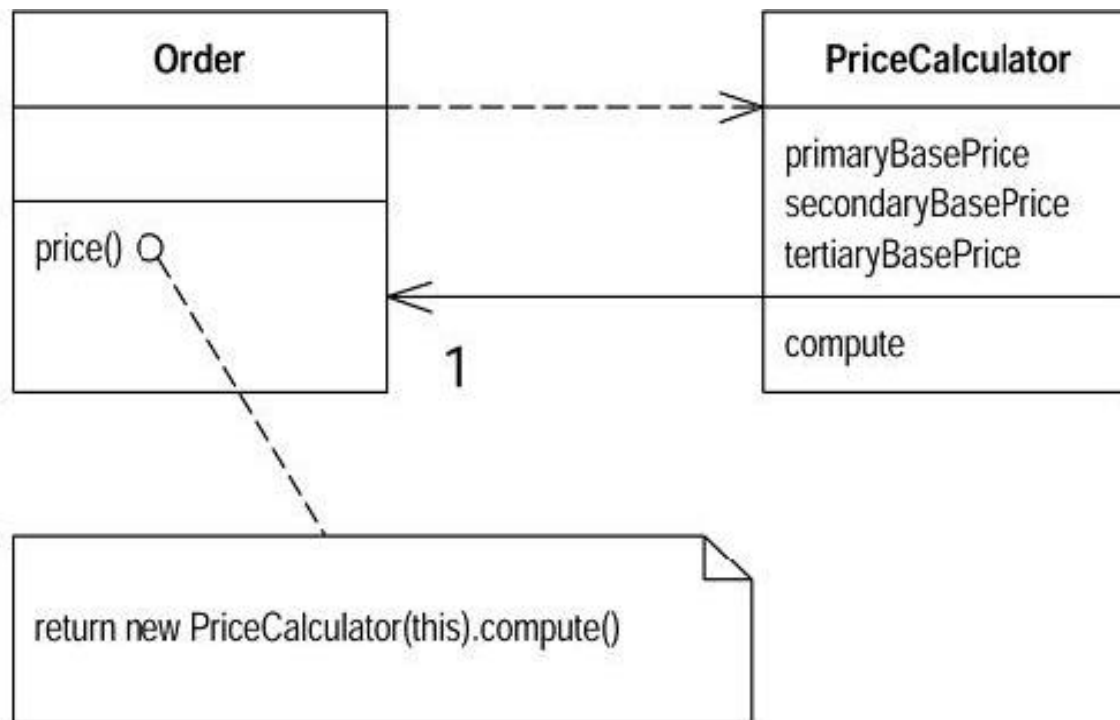 Order
price()
PriceCalculator
primaryBasePrice
secondaryBasePrice
tertiaryBasePrice
compute
1
return new PriceCalculator(this).compute()